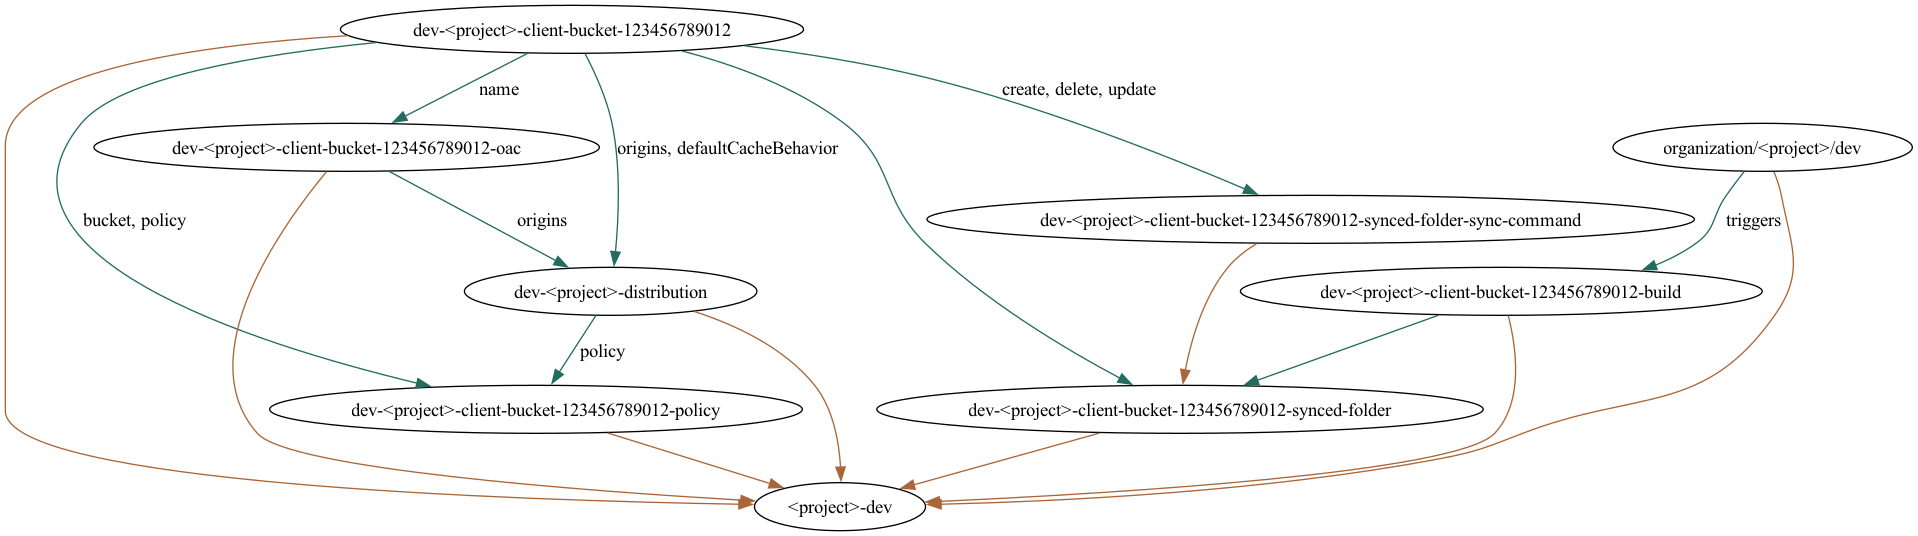 dev-<project>-client-bucket-123456789012
name
create, delete, update
dev-<project>-client-bucket-123456789012-oac
origins, defaultCacheBehavior
organization/<project>/dev
bucket, policy
origins
dev-<project>-client-bucket-123456789012-synced-folder-sync-command
triggers
dev-<project>-distribution
dev-<project>-client-bucket-123456789012-build
policy
dev-<project>-client-bucket-123456789012-policy
dev-<project>-client-bucket-123456789012-synced-folder
<project>-dev